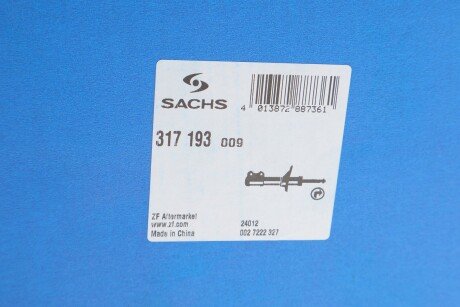 SACHS
4 013872 887361
317 193 009
ZF Aftermarket
www.zf.com
Made in China
24012
002 7222 327